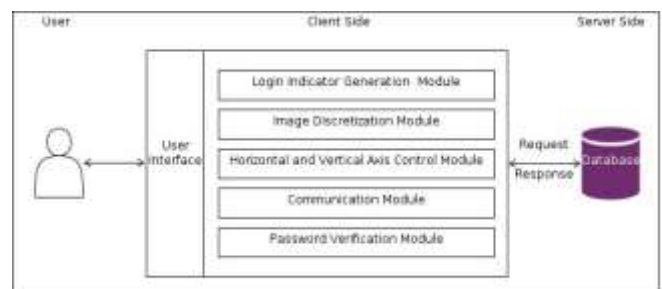 User Client Side Server Side
Login Indicator Generation Module
Image Discretization Module
User
Interface
Horizontal and Vertical Axis Control Module
Communication Module
Password Verification Module
Request
Response
Database